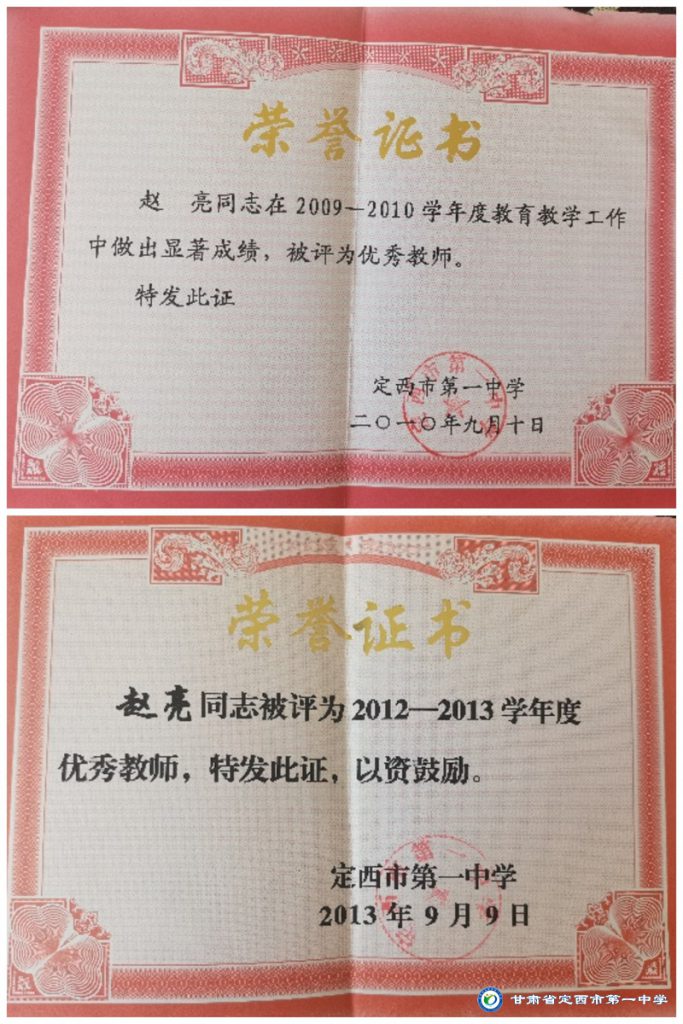 荣誉证书
赵 亮同志在2009—2010学年度教育教学工作
中做出显著成绩，被评为优秀教师。
特发此证
定西市第一中学
二〇一〇年九月十日
荣誉证书
赵亮同志被评为2012—2013学年度
优秀教师，特发此证，以资鼓励。
定西市第一中学
2013年9月9日
甘肃省定西市第一中学